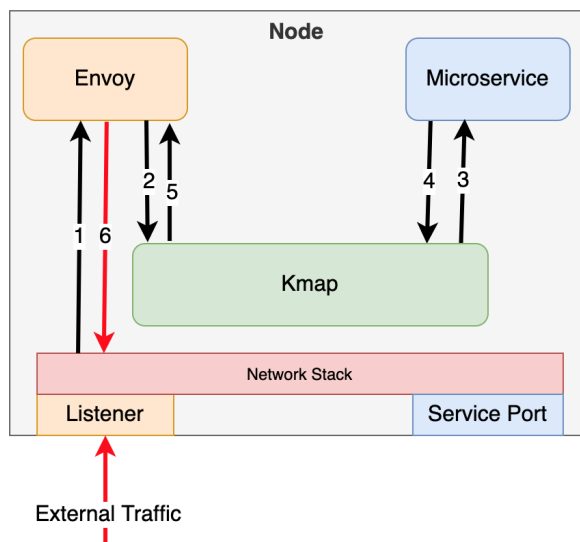 Node
Envoy
Microservice
2
5
4
3
1
6
Kmap
Network Stack
Listener
Service Port
External Traffic